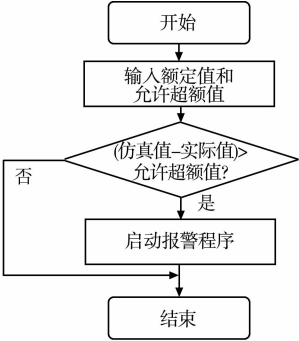 开始
输入额定值和
允许超额值
(仿真值–实际值)>
允许超额值?
否
是
启动报警程序
结束